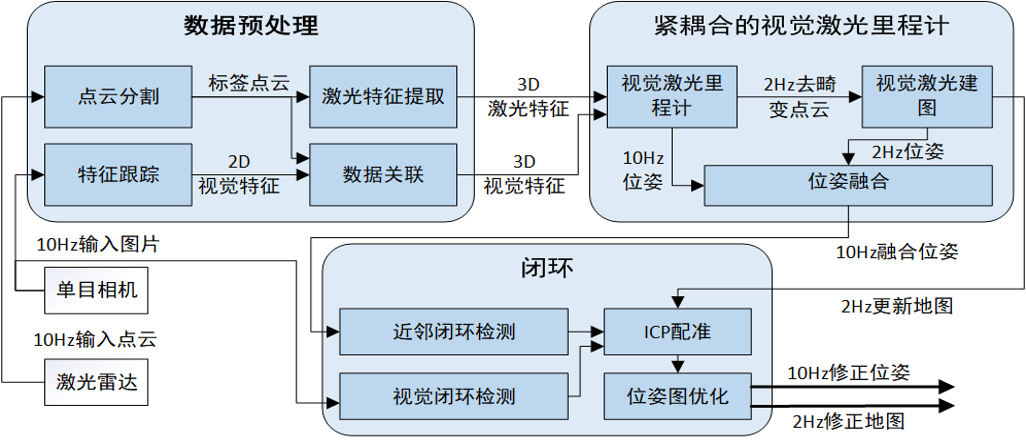 数据预处理
紧耦合的视觉激光里程计
点云分割
标签点云
激光特征提取
3D
激光特征
视觉激光里
程计
2Hz去畸
变点云
视觉激光建
图
特征跟踪
2D
视觉特征
数据关联
3D
视觉特征
10Hz
位姿
2Hz位姿
位姿融合
10Hz输入图片
单目相机
10Hz输入点云
激光雷达
闭环
10Hz融合位姿
2Hz更新地图
近邻闭环检测
ICP配准
视觉闭环检测
位姿图优化
10Hz修正位姿
2Hz修正地图